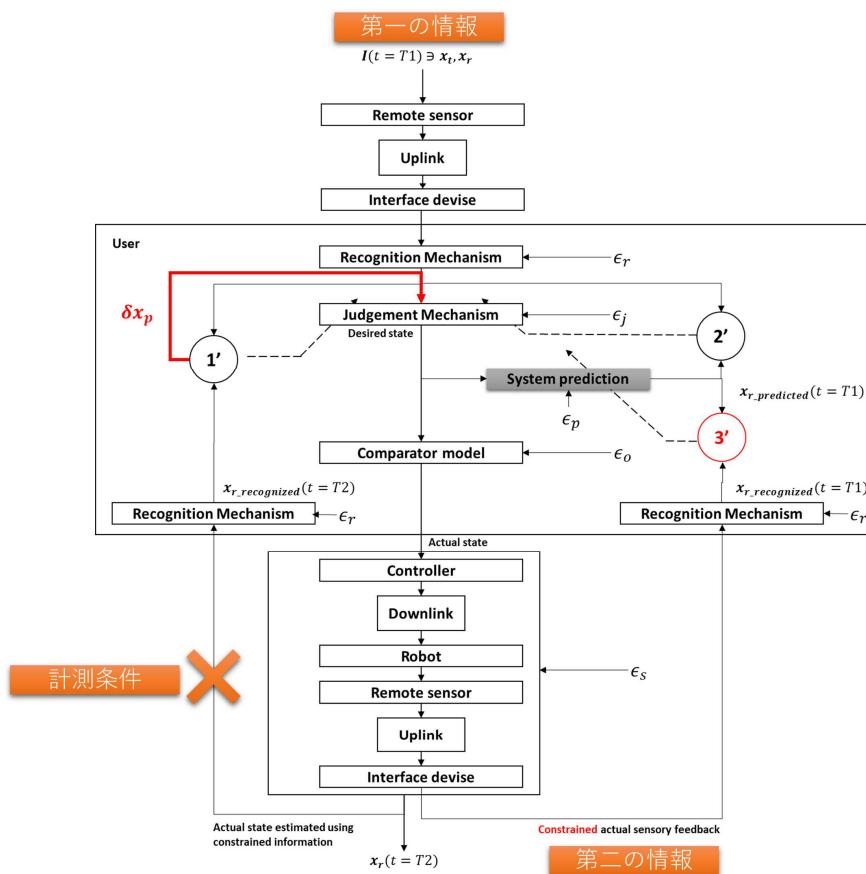 第一の情報
I(t = T1) ∋ x_t, x_r
Remote sensor
Uplink
Interface devise
User
Recognition Mechanism
ϵ_r
δx_p
Judgement Mechanism
ϵ_j
Desired state
1’
2’
System prediction
x_r_predicted(t = T1)
ϵ_p
3’
Comparator model
ϵ_o
x_r_recognized(t = T2)
x_r_recognized(t = T1)
Recognition Mechanism
ϵ_r
Recognition Mechanism
ϵ_r
Actual state
Controller
Downlink
Robot
計測条件
ϵ_s
Remote sensor
Uplink
Interface devise
Actual state estimated using
constrained information
Constrained actual sensory feedback
x_r(t = T2)
第二の情報